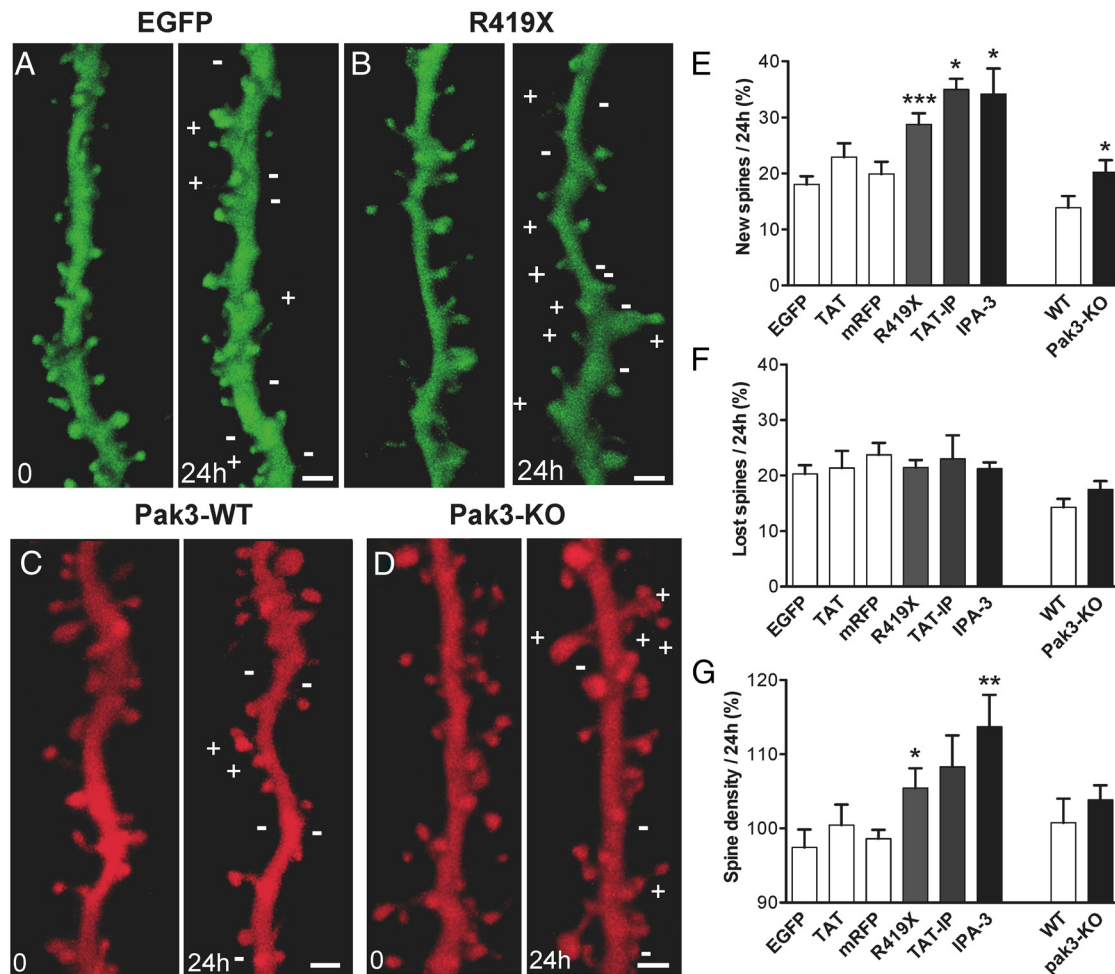 EGFP
R419X
A
-
+
+
-
-
+
-
-
+
-
0
24h
B
+
-
-
+
+
-
-
+
-
+
+
-
+
0
24h
Pak3-WT
Pak3-KO
C
-
-
+
+
-
-
-
0
24h
D
+
+
+
+
-
-
+
-
0
24h
E
New spines / 24h (%)
40
30
20
10
0
***
*
*
*
EGFP
TAT
mRFP
R419X
TAT-IP
IPA-3
WT
Pak3-KO
F
Lost spines / 24h (%)
40
30
20
10
0
EGFP
TAT
mRFP
R419X
TAT-IP
IPA-3
WT
Pak3-KO
G
Spine density / 24h (%)
120
110
100
90
*
**
EGFP
TAT
mRFP
R419X
TAT-IP
IPA-3
WT
pak3-KO